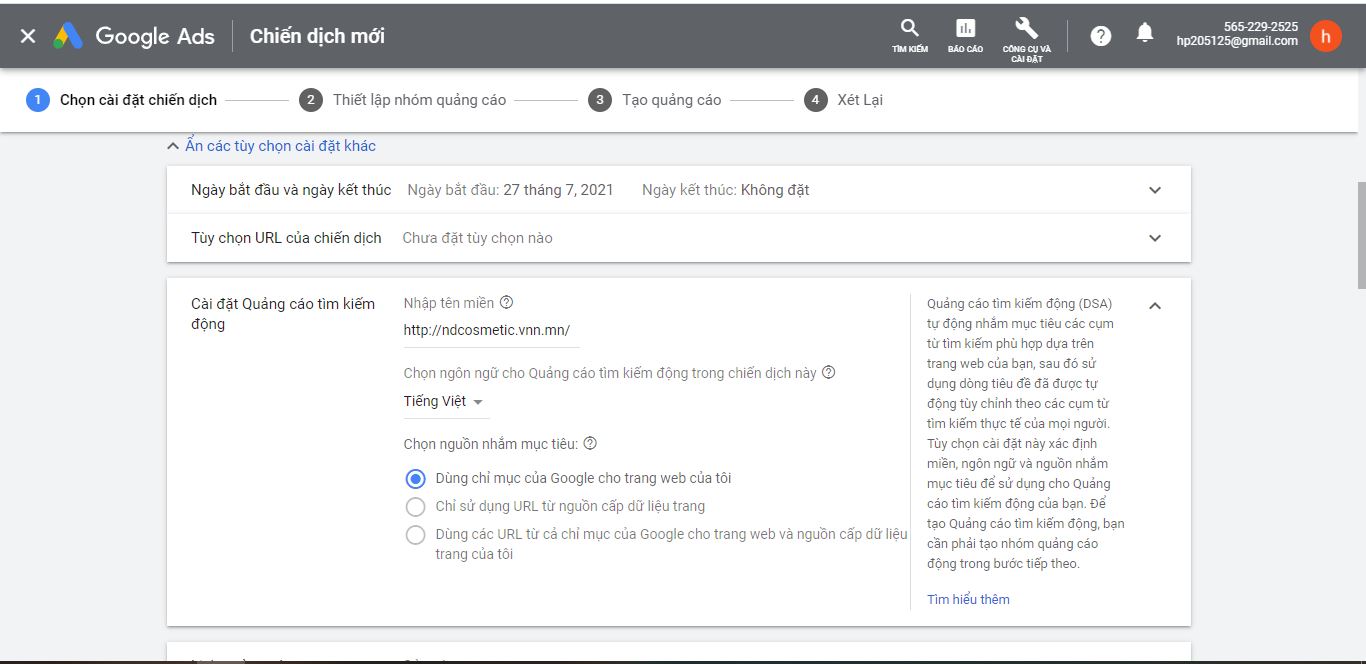 Google Ads
Chiến dịch mới
TÌM KIẾM
BÁO CÁO
CÔNG CỤ VÀ
CÀI ĐẶT
565-229-2525
hp205125@gmail.com
h
1 Chọn cài đặt chiến dịch
2 Thiết lập nhóm quảng cáo
3 Tạo quảng cáo
4 Xét Lại
Ẩn các tùy chọn cài đặt khác
Ngày bắt đầu và ngày kết thúc Ngày bắt đầu: 27 tháng 7, 2021 Ngày kết thúc: Không đặt
Tùy chọn URL của chiến dịch Chưa đặt tùy chọn nào
Cài đặt Quảng cáo tìm kiếm
động
Nhập tên miền
http://ndcosmetic.vnn.mn/
Chọn ngôn ngữ cho Quảng cáo tìm kiếm động trong chiến dịch này
Tiếng Việt
Chọn nguồn nhắm mục tiêu:
Dùng chỉ mục của Google cho trang web của tôi
Chỉ sử dụng URL từ nguồn cấp dữ liệu trang
Dùng các URL từ cả chỉ mục của Google cho trang web và nguồn cấp dữ liệu
trang của tôi
Quảng cáo tìm kiếm động (DSA)
tự động nhắm mục tiêu các cụm
từ tìm kiếm phù hợp dựa trên
trang web của bạn, sau đó sử
dụng dòng tiêu đề đã được tự
động tùy chỉnh theo các cụm từ
tìm kiếm thực tế của mọi người.
Tùy chọn cài đặt này xác định
miền, ngôn ngữ và nguồn nhắm
mục tiêu để sử dụng cho Quảng
cáo tìm kiếm động của bạn. Để
tạo Quảng cáo tìm kiếm động, bạn
cần phải tạo nhóm quảng cáo
động trong bước tiếp theo.
Tìm hiểu thêm